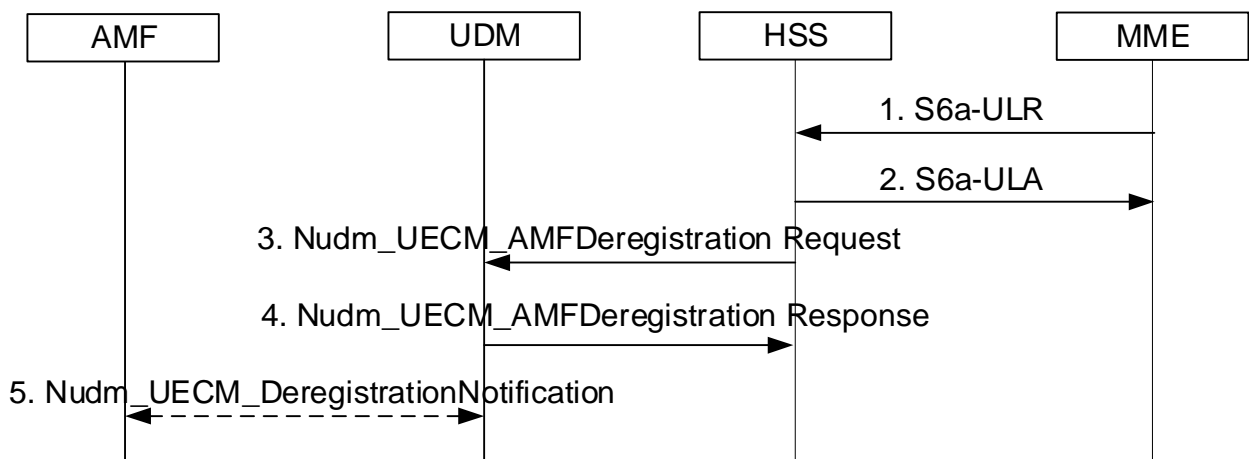 AMF
UDM
HSS
MME
1. S6a-ULR
2. S6a-ULA
3. Nudm_UECM_AMFDeregistration Request
4. Nudm_UECM_AMFDeregistration Response
5. Nudm_UECM_DeregistrationNotification